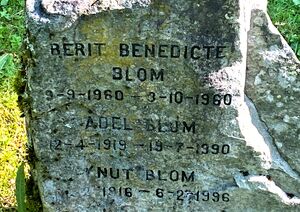 BERIT BENEDICTE
BLOM
9-9-1960 – 3-10-1960
ADEL BLOM
12-4-1919 – 19-7-1990
KNUT BLOM
1916 – 6-2-1996